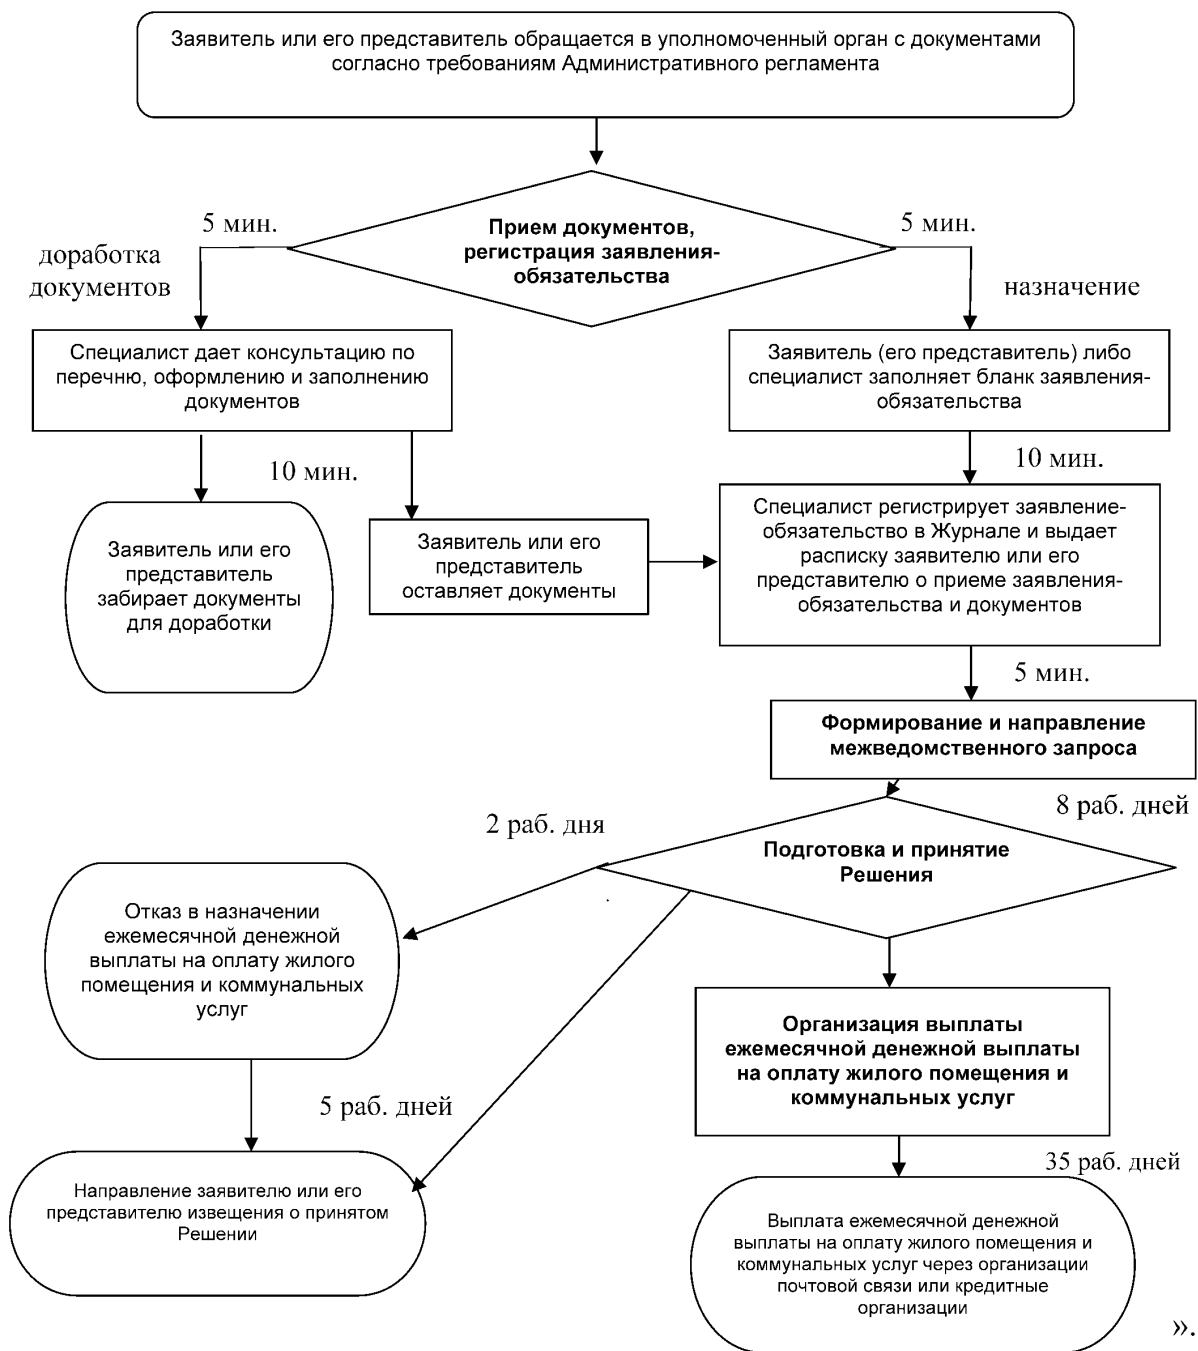 Заявитель или его представитель обращается в уполномоченный орган с документами
согласно требованиям Административного регламента
5 мин.
Прием документов,
регистрация заявления-
обязательства
5 мин.
доработка
документов
назначение
Специалист дает консультацию по
перечню, оформлению и заполнению
документов
Заявитель (его представитель) либо
специалист заполняет бланк заявления-
обязательства
10 мин.
10 мин.
Заявитель или его
представитель
забирает документы
для доработки
Заявитель или его
представитель
оставляет документы
Специалист регистрирует заявление-
обязательство в Журнале и выдает
расписку заявителю или его
представителю о приеме заявления-
обязательства и документов
5 мин.
Формирование и направление
межведомственного запроса
8 раб. дней
2 раб. дня
Подготовка и принятие
Решения
Отказ в назначении
ежемесячной денежной
выплаты на оплату жилого
помещения и коммунальных
услуг
Организация выплаты
ежемесячной денежной выплаты
на оплату жилого помещения и
коммунальных услуг
5 раб. дней
35 раб. дней
Направление заявителю или его
представителю извещения о принятом
Решении
Выплата ежемесячной денежной
выплаты на оплату жилого помещения и
коммунальных услуг через организации
почтовой связи или кредитные
организации
».